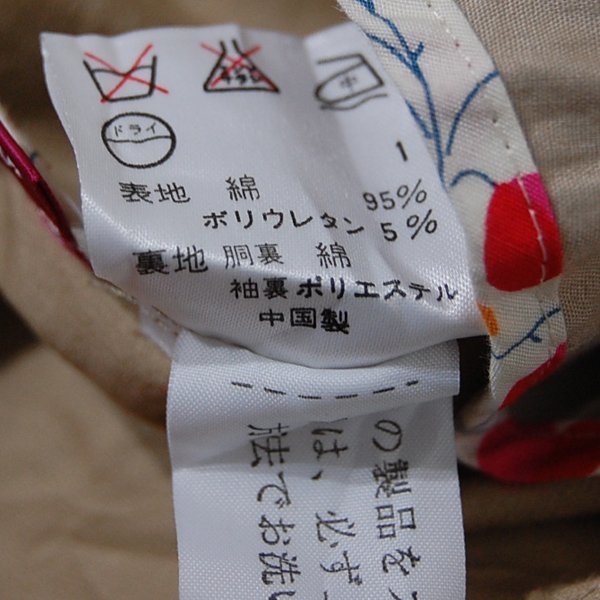 中
ドライ
1
表地 綿 95%
ポリウレタン 5%
裏地 胴裏 綿
袖裏 ポリエステル
中国製
の製品を
は、必ず
法でお洗い